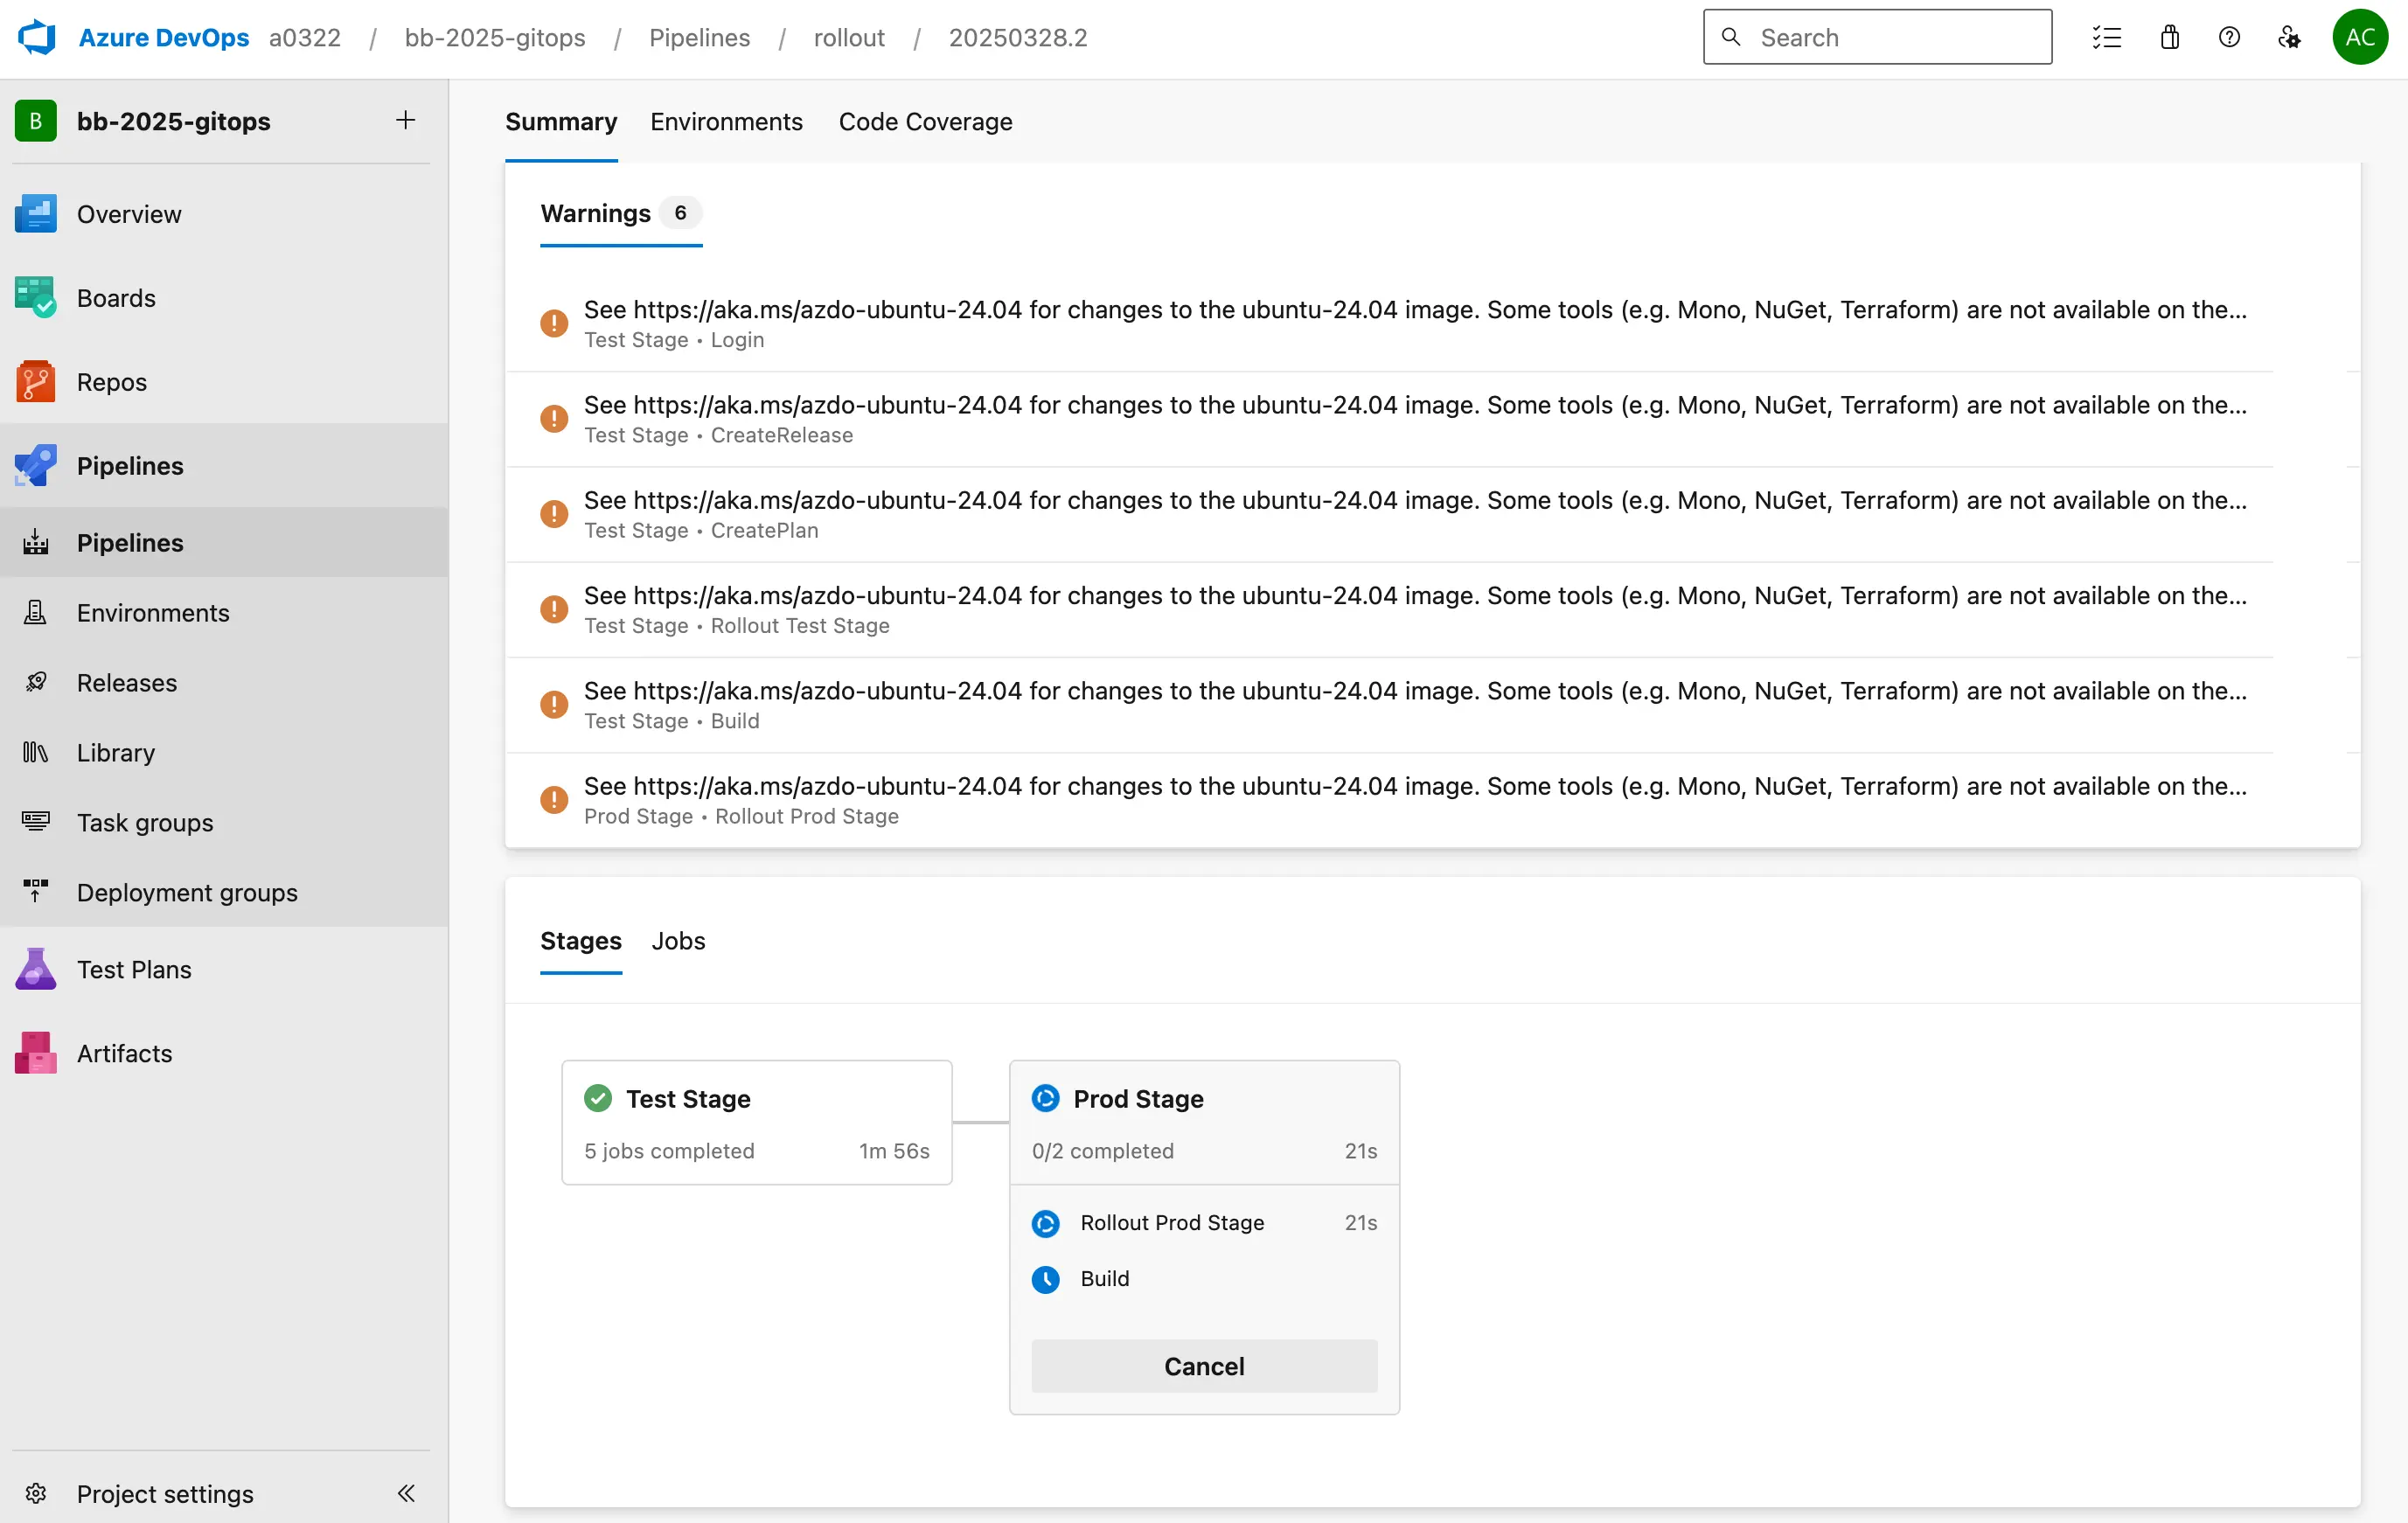 Azure DevOps a0322 / bb-2025-gitops / Pipelines / rollout / 20250328.2
Search
AC
B bb-2025-gitops
Overview
Boards
Repos
Pipelines
Pipelines
Environments
Releases
Library
Task groups
Deployment groups
Test Plans
Artifacts
Project settings
Summary Environments Code Coverage
Warnings 6
See https://aka.ms/azdo-ubuntu-24.04 for changes to the ubuntu-24.04 image. Some tools (e.g. Mono, NuGet, Terraform) are not available on the...
Test Stage • Login
See https://aka.ms/azdo-ubuntu-24.04 for changes to the ubuntu-24.04 image. Some tools (e.g. Mono, NuGet, Terraform) are not available on the...
Test Stage • CreateRelease
See https://aka.ms/azdo-ubuntu-24.04 for changes to the ubuntu-24.04 image. Some tools (e.g. Mono, NuGet, Terraform) are not available on the...
Test Stage • CreatePlan
See https://aka.ms/azdo-ubuntu-24.04 for changes to the ubuntu-24.04 image. Some tools (e.g. Mono, NuGet, Terraform) are not available on the...
Test Stage • Rollout Test Stage
See https://aka.ms/azdo-ubuntu-24.04 for changes to the ubuntu-24.04 image. Some tools (e.g. Mono, NuGet, Terraform) are not available on the...
Test Stage • Build
See https://aka.ms/azdo-ubuntu-24.04 for changes to the ubuntu-24.04 image. Some tools (e.g. Mono, NuGet, Terraform) are not available on the...
Prod Stage • Rollout Prod Stage
Stages Jobs
Test Stage
5 jobs completed 1m 56s
Prod Stage
0/2 completed 21s
Rollout Prod Stage 21s
Build
Cancel